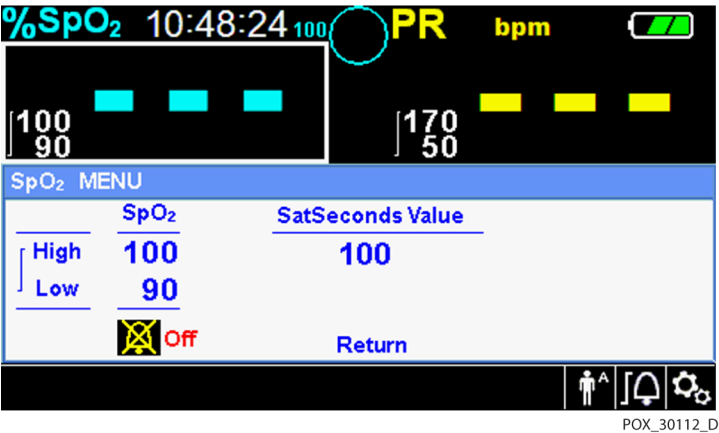 %SpO₂ 10:48:24 100 PR bpm
100 170
90 50
SpO₂ MENU
SpO₂ SatSeconds Value
High 100 100
Low 90
Off Return
A
POX_30112_D